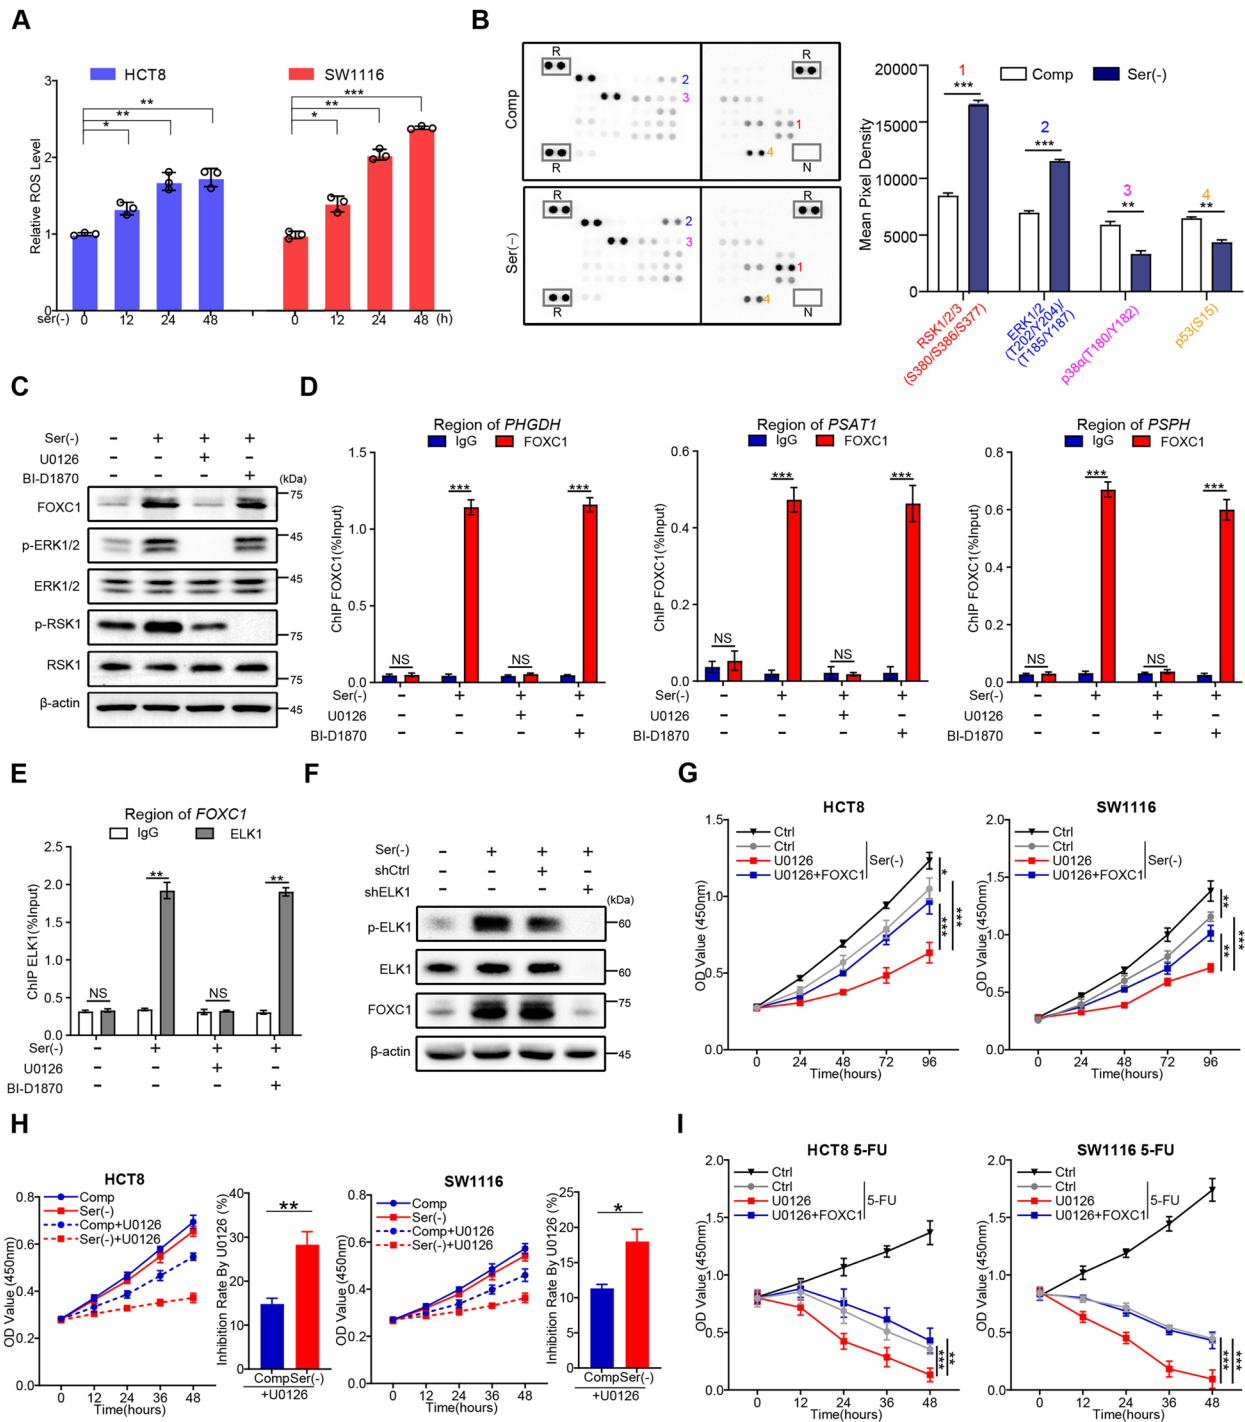 A
HCT8
SW1116
Relative ROS Level
3
2
1
0
*
**
**
*
**
***
ser(-)
0
12
24
48
0
12
24
48
(h)
B
Comp
Ser(-)
R
R
R
N
2
3
1
4
R
R
R
N
2
3
1
4
Mean Pixel Density
20000
15000
10000
5000
0
Comp
Ser(-)
1
***
2
***
3
**
4
**
RSK1/2/3
(S380/S386/S377)
ERK1/2
(T202/Y204)/
(T185/Y187)
p38α(T180/Y182)
p53(S15)
C
Ser(-) − + + +
U0126 − − + −
BI-D1870 − − − +
(kDa)
FOXC1
75
p-ERK1/2
45
ERK1/2
45
p-RSK1
75
RSK1
75
β-actin
45
D
Region of PHGDH
IgG
FOXC1
ChIP FOXC1(%Input)
1.5
1.0
0.5
0.0
NS
***
NS
***
Ser(-) − + + +
U0126 − − + −
BI-D1870 − − − +
Region of PSAT1
IgG
FOXC1
ChIP FOXC1(%Input)
0.6
0.4
0.2
0.0
NS
***
NS
***
Ser(-) − + + +
U0126 − − + −
BI-D1870 − − − +
Region of PSPH
IgG
FOXC1
ChIP FOXC1(%Input)
0.8
0.6
0.4
0.2
0.0
NS
***
NS
***
Ser(-) − + + +
U0126 − − + −
BI-D1870 − − − +
E
Region of FOXC1
IgG
ELK1
ChIP ELK1(%Input)
2.5
2.0
1.5
1.0
0.5
0.0
NS
**
NS
**
Ser(-) − + + +
U0126 − − + −
BI-D1870 − − − +
F
Ser(-) − + + +
shCtrl − − + −
shELK1 − − − +
(kDa)
p-ELK1
60
ELK1
60
FOXC1
75
β-actin
45
G
HCT8
Ctrl
Ctrl
U0126
U0126+FOXC1
Ser(-)
OD Value (450nm)
1.5
1.0
0.5
0.0
*
***
***
0 24 48 72 96
Time(hours)
SW1116
Ctrl
Ctrl
U0126
U0126+FOXC1
Ser(-)
OD Value (450nm)
2.0
1.5
1.0
0.5
0.0
**
**
***
0 24 48 72 96
Time(hours)
H
HCT8
Comp
Ser(-)
Comp+U0126
Ser(-)+U0126
OD Value (450nm)
0.8
0.6
0.4
0.2
0.0
0 12 24 36 48
Time(hours)
Inhibition Rate By U0126 (%)
40
30
20
10
0
**
Comp Ser(-)
+U0126
SW1116
Comp
Ser(-)
Comp+U0126
Ser(-)+U0126
OD Value (450nm)
0.8
0.6
0.4
0.2
0.0
0 12 24 36 48
Time(hours)
Inhibition Rate By U0126 (%)
25
20
15
10
5
0
*
Comp Ser(-)
+U0126
I
HCT8 5-FU
Ctrl
Ctrl
U0126
U0126+FOXC1
5-FU
OD Value (450nm)
2.0
1.5
1.0
0.5
0.0
***
**
0 12 24 36 48
Time(hours)
SW1116 5-FU
Ctrl
Ctrl
U0126
U0126+FOXC1
5-FU
OD Value (450nm)
2.0
1.5
1.0
0.5
0.0
***
***
0 12 24 36 48
Time(hours)